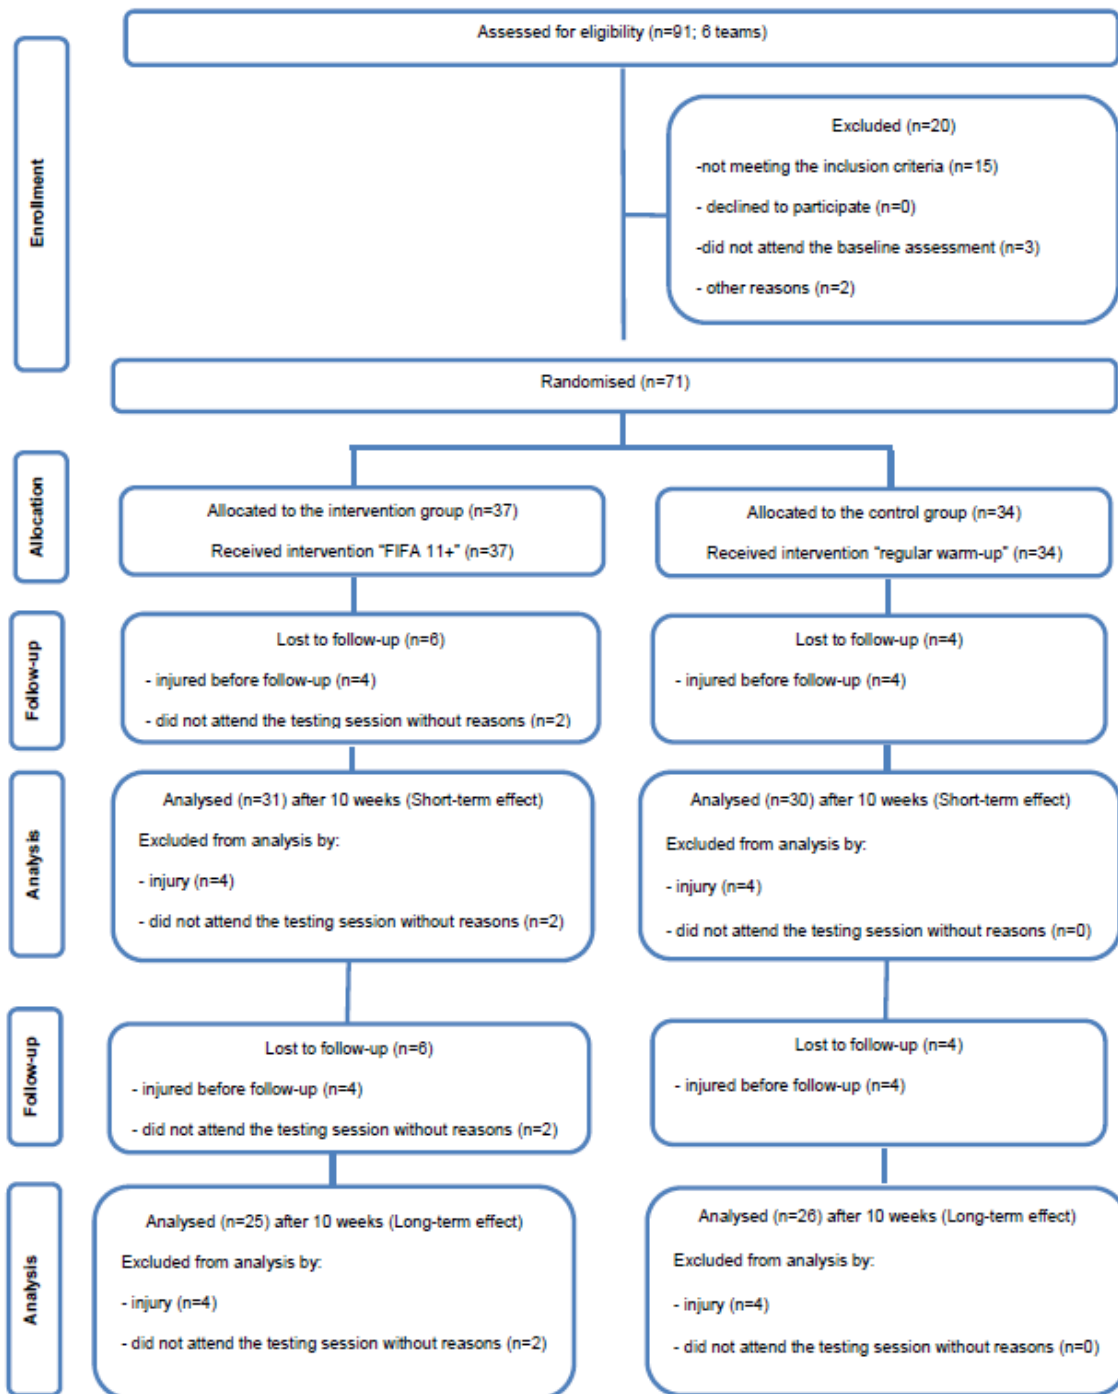 Assessed for eligibility (n=91; 6 teams)
Enrollment
Excluded (n=20)
-not meeting the inclusion criteria (n=15)
- declined to participate (n=0)
-did not attend the baseline assessment (n=3)
- other reasons (n=2)
Randomised (n=71)
Allocation
Allocated to the intervention group (n=37)
Received intervention “FIFA 11+” (n=37)
Allocated to the control group (n=34)
Received intervention “regular warm-up” (n=34)
Follow-up
Lost to follow-up (n=6)
- injured before follow-up (n=4)
- did not attend the testing session without reasons (n=2)
Lost to follow-up (n=4)
- injured before follow-up (n=4)
Analysis
Analysed (n=31) after 10 weeks (Short-term effect)
Excluded from analysis by:
- injury (n=4)
- did not attend the testing session without reasons (n=2)
Analysed (n=30) after 10 weeks (Short-term effect)
Excluded from analysis by:
- injury (n=4)
- did not attend the testing session without reasons (n=0)
Follow-up
Lost to follow-up (n=6)
- injured before follow-up (n=4)
- did not attend the testing session without reasons (n=2)
Lost to follow-up (n=4)
- injured before follow-up (n=4)
Analysis
Analysed (n=25) after 10 weeks (Long-term effect)
Excluded from analysis by:
- injury (n=4)
- did not attend the testing session without reasons (n=2)
Analysed (n=26) after 10 weeks (Long-term effect)
Excluded from analysis by:
- injury (n=4)
- did not attend the testing session without reasons (n=0)